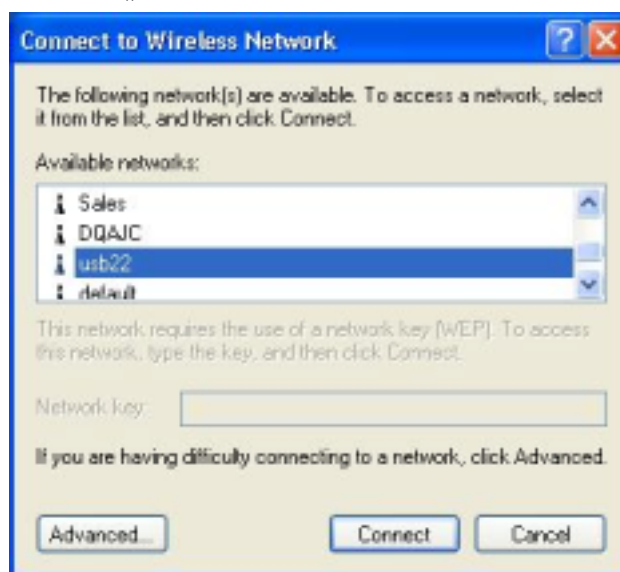 Connect to Wireless Network
The following network(s) are available. To access a network, select
it from the list, and then click Connect.
Available networks:
Sales
DQAJC
usb22
default
This network requires the use of a network key (WEP). To access
this network, type the key, and then click Connect.
Network key:
If you are having difficulty connecting to a network, click Advanced.
Advanced...
Connect
Cancel